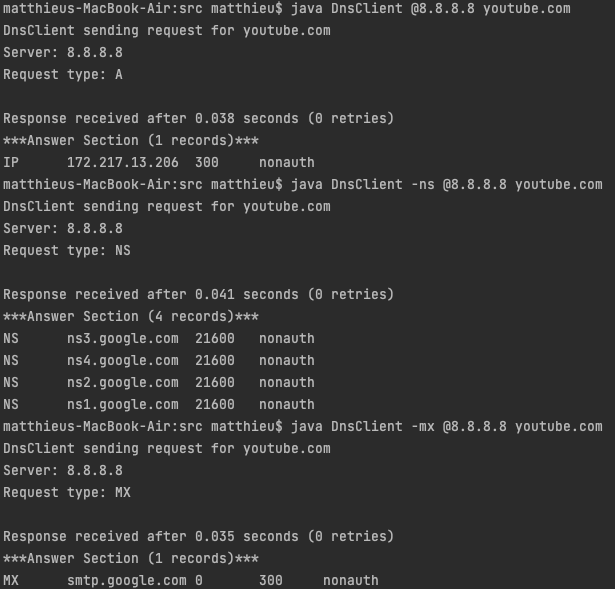 matthieus-MacBook-Air:src matthieu$ java DnsClient @8.8.8.8 youtube.com
DnsClient sending request for youtube.com
Server: 8.8.8.8
Request type: A

Response received after 0.038 seconds (0 retries)
***Answer Section (1 records)***
IP      172.217.13.206  300     nonauth
matthieus-MacBook-Air:src matthieu$ java DnsClient -ns @8.8.8.8 youtube.com
DnsClient sending request for youtube.com
Server: 8.8.8.8
Request type: NS

Response received after 0.041 seconds (0 retries)
***Answer Section (4 records)***
NS      ns3.google.com  21600   nonauth
NS      ns4.google.com  21600   nonauth
NS      ns2.google.com  21600   nonauth
NS      ns1.google.com  21600   nonauth
matthieus-MacBook-Air:src matthieu$ java DnsClient -mx @8.8.8.8 youtube.com
DnsClient sending request for youtube.com
Server: 8.8.8.8
Request type: MX

Response received after 0.035 seconds (0 retries)
***Answer Section (1 records)***
MX      smtp.google.com 0       300     nonauth